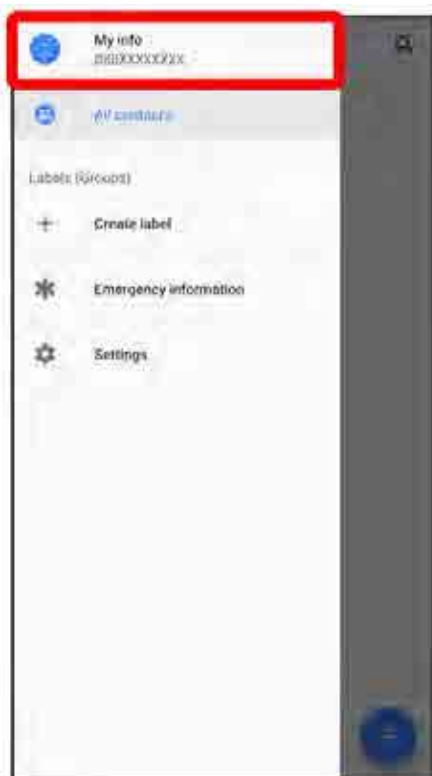 My info
All contacts
Labels (Groups)
Create label
Emergency information
Settings